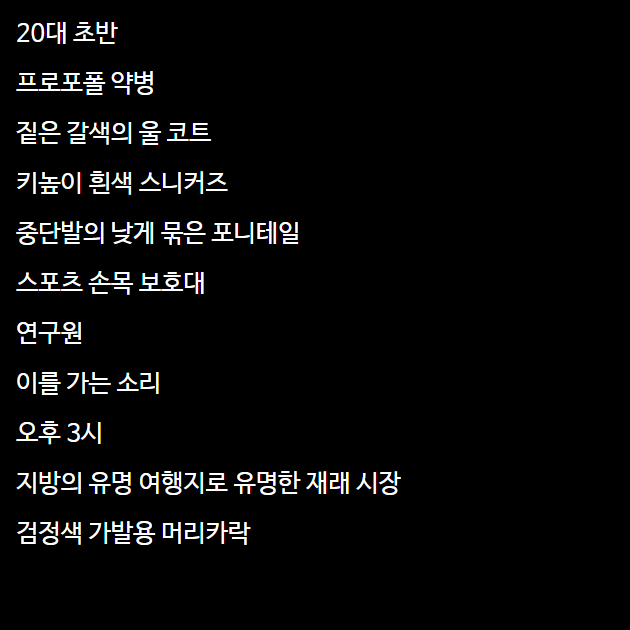 20대 초반
프로포폴 약병
짙은 갈색의 울 코트
키높이 흰색 스니커즈
중단발의 낮게 묶은 포니테일
스포츠 손목 보호대
연구원
이를 가는 소리
오후 3시
지방의 유명 여행지로 유명한 재래 시장
검정색 가발용 머리카락